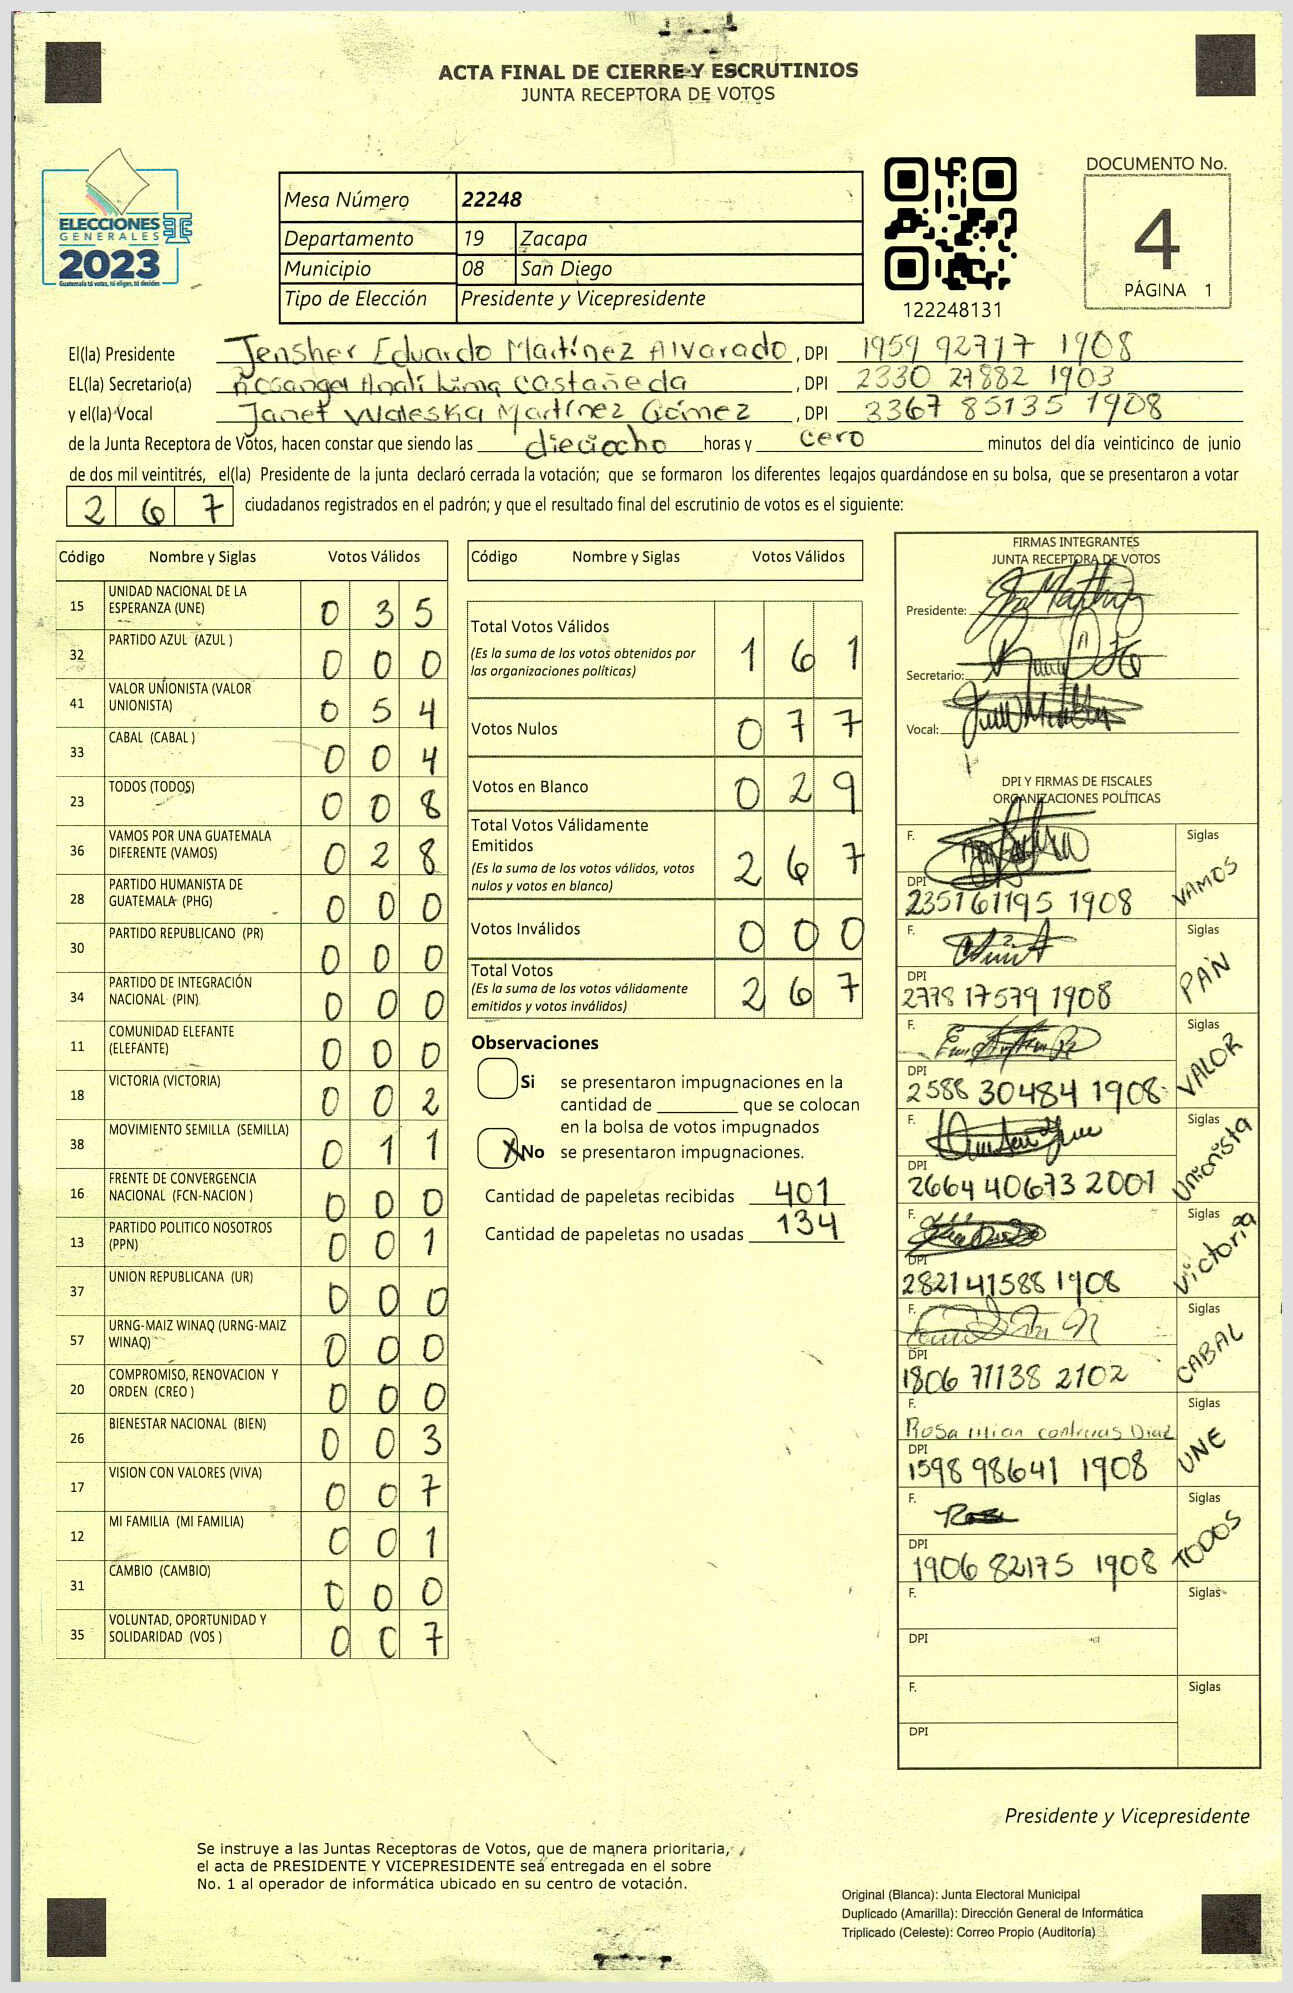 ACTA FINAL DE CIERRE Y ESCRUTINIOS
JUNTA RECEPTORA DE VOTOS
ELECCIONES
GENERALES
2023
Guatemala tú votas, tú eliges, tú decides
Mesa Número 22248
Departamento 19 Zacapa
Municipio 08 San Diego
Tipo de Elección Presidente y Vicepresidente
122248131
DOCUMENTO No.
4
PÁGINA 1
El(la) Presidente Jensher Eduardo Martínez Alvarado, DPI 1959 92717 1908
EL(la) Secretario(a) Rosangel Analí Lima Castañeda, DPI 2330 27882 1903
y el(la) Vocal Janet Waleska Martínez Gómez, DPI 3367 85135 1908
de la Junta Receptora de Votos, hacen constar que siendo las dieciocho horas y cero minutos del día veinticinco de junio
de dos mil veintitrés, el(la) Presidente de la junta declaró cerrada la votación; que se formaron los diferentes legajos quardándose en su bolsa, que se presentaron a votar
267 ciudadanos registrados en el padrón; y que el resultado final del escrutinio de votos es el siguiente:
Código Nombre y Siglas Votos Válidos
15 UNIDAD NACIONAL DE LA ESPERANZA (UNE) 0 3 5
32 PARTIDO AZUL (AZUL ) 0 0 0
41 VALOR UNIONISTA (VALOR UNIONISTA) 0 5 4
33 CABAL (CABAL ) 0 0 4
23 TODOS (TODOS) 0 0 8
36 VAMOS POR UNA GUATEMALA DIFERENTE (VAMOS) 0 2 8
28 PARTIDO HUMANISTA DE GUATEMALA (PHG) 0 0 0
30 PARTIDO REPUBLICANO (PR) 0 0 0
34 PARTIDO DE INTEGRACIÓN NACIONAL (PIN) 0 0 0
11 COMUNIDAD ELEFANTE (ELEFANTE) 0 0 0
18 VICTORIA (VICTORIA) 0 0 2
38 MOVIMIENTO SEMILLA (SEMILLA) 0 1 1
16 FRENTE DE CONVERGENCIA NACIONAL (FCN-NACION ) 0 0 0
13 PARTIDO POLITICO NOSOTROS (PPN) 0 0 1
37 UNION REPUBLICANA (UR) 0 0 0
57 URNG-MAIZ WINAQ (URNG-MAIZ WINAQ) 0 0 0
20 COMPROMISO, RENOVACION Y ORDEN (CREO ) 0 0 0
26 BIENESTAR NACIONAL (BIEN) 0 0 3
17 VISION CON VALORES (VIVA) 0 0 7
12 MI FAMILIA (MI FAMILIA) 0 0 1
31 CAMBIO (CAMBIO) 0 0 0
35 VOLUNTAD, OPORTUNIDAD Y SOLIDARIDAD (VOS ) 0 0 7
Código Nombre y Siglas Votos Válidos
Total Votos Válidos 1 6 1
(Es la suma de los votos obtenidos por
las organizaciones políticas)
Votos Nulos 0 7 7
Votos en Blanco 0 2 9
Total Votos Válidamente
Emitidos 2 6 7
(Es la suma de los votos válidos, votos
nulos y votos en blanco)
Votos Inválidos 0 0 0
Total Votos 2 6 7
(Es la suma de los votos válidamente
emitidos y votos inválidos)
Observaciones
Si se presentaron impugnaciones en la
cantidad de ________ que se colocan
en la bolsa de votos impugnados
X No se presentaron impugnaciones.
Cantidad de papeletas recibidas 401
Cantidad de papeletas no usadas 134
FIRMAS INTEGRANTES
JUNTA RECEPTORA DE VOTOS
Presidente:
Secretario:
Vocal:
DPI Y FIRMAS DE FISCALES
ORGANIZACIONES POLÍTICAS
F. Siglas VAMOS
DPI 2351 61195 1908
F. Siglas PAN
DPI 2778 17579 1908
F. Siglas VALOR
DPI 2588 30484 1908
F. Siglas Unionista
DPI 2664 40673 2001
F. Siglas Victoria
DPI 2821 41588 1908
F. Siglas CABAL
DPI 1806 71138 2102
F. Rosa contreras Diaz Siglas UNE
DPI 1598 98641 1908
F. Siglas TODOS
DPI 1906 82175 1908
F. Siglas
DPI
F. Siglas
DPI
Presidente y Vicepresidente
Se instruye a las Juntas Receptoras de Votos, que de manera prioritaria,
el acta de PRESIDENTE Y VICEPRESIDENTE sea entregada en el sobre
No. 1 al operador de informática ubicado en su centro de votación.
Original (Blanca): Junta Electoral Municipal
Duplicado (Amarilla): Dirección General de Informática
Triplicado (Celeste): Correo Propio (Auditoría)